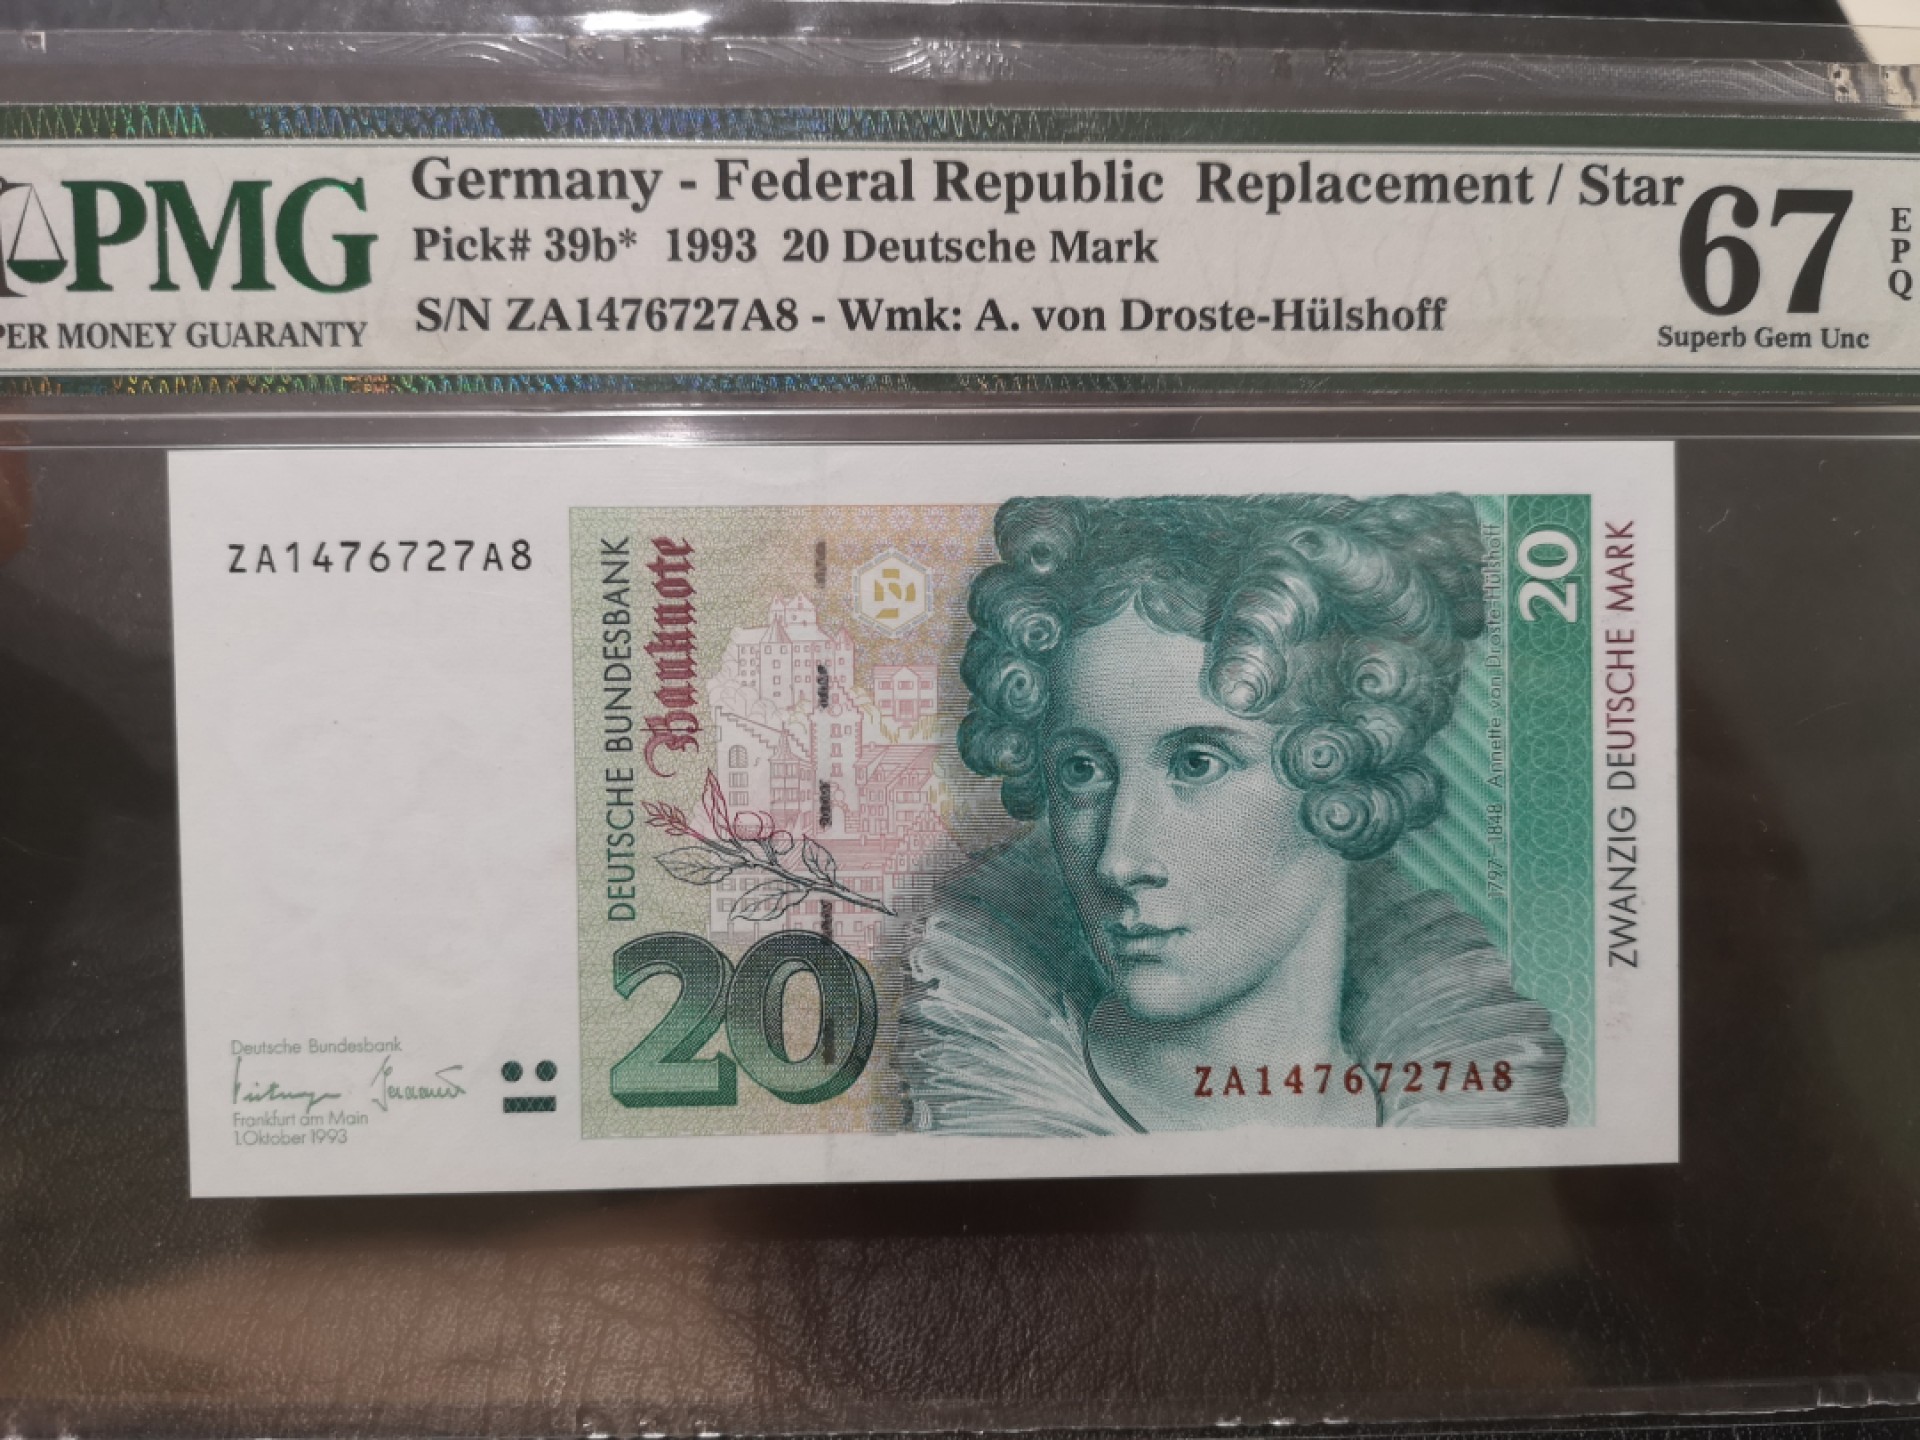 PMG
PER MONEY GUARANTY
Germany - Federal Republic Replacement / Star
Pick# 39b* 1993 20 Deutsche Mark
S/N ZA1476727A8 - Wmk: A. von Droste-Hülshoff
67
EPQ
Superb Gem Unc
ZA1476727A8
DEUTSCHE BUNDESBANK
Banknote
20
1797-1848 Annette von Droste-Hülshoff
20
ZWANZIG DEUTSCHE MARK
Deutsche Bundesbank
Frankfurt am Main
1.Oktober 1993
ZA1476727A8